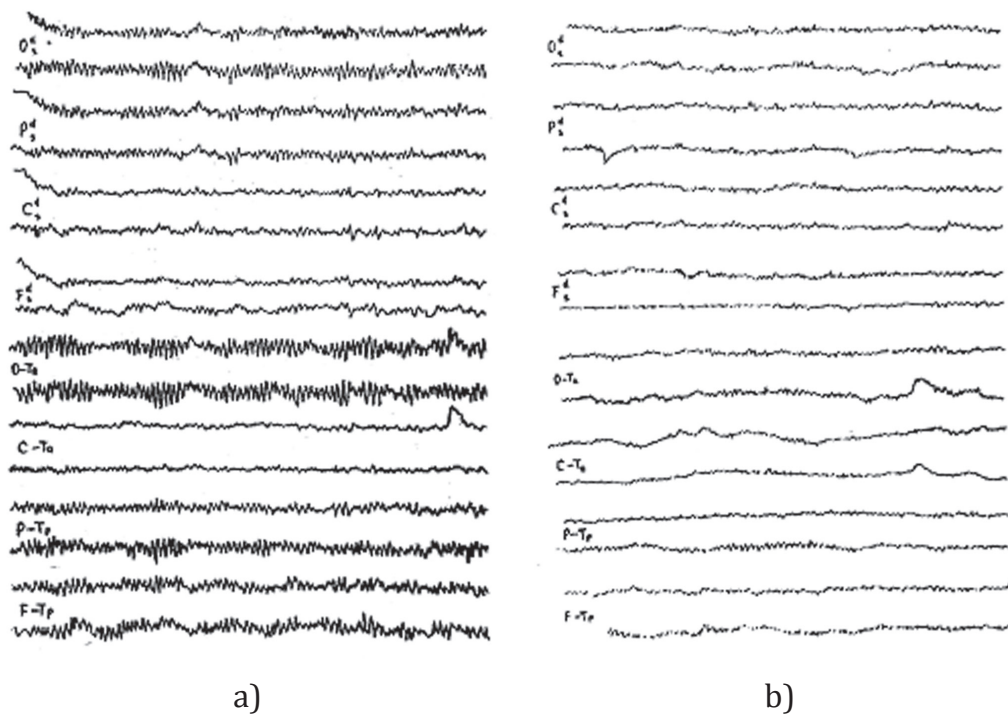 O d s
P d s
C d s
F d s
O-Ta
C-Ta
P-Tp
F-Tp
a)
O d s
P d s
C d s
F d s
O-Ta
C-Ta
P-Tp
F-Tp
b)